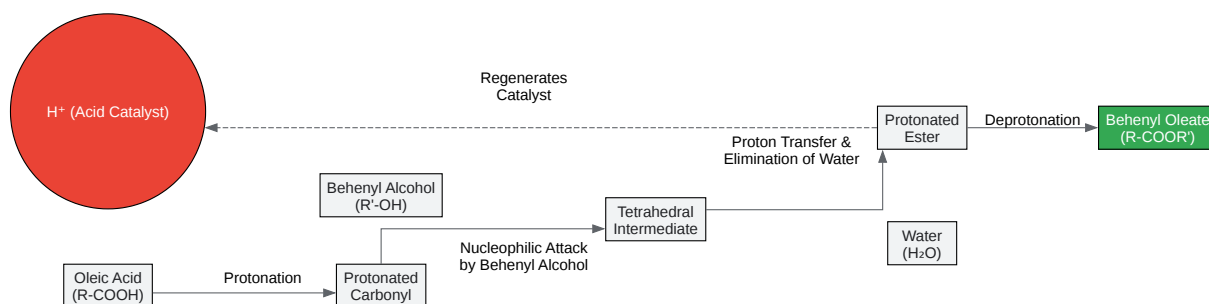 Regenerates
Catalyst
H⁺ (Acid Catalyst)
Protonated
Ester
Deprotonation
Behenyl Oleate
(R-COOR')
Proton Transfer &
Elimination of Water
Behenyl Alcohol
(R'-OH)
Tetrahedral
Intermediate
Nucleophilic Attack
by Behenyl Alcohol
Water
(H₂O)
Oleic Acid
(R-COOH)
Protonation
Protonated
Carbonyl